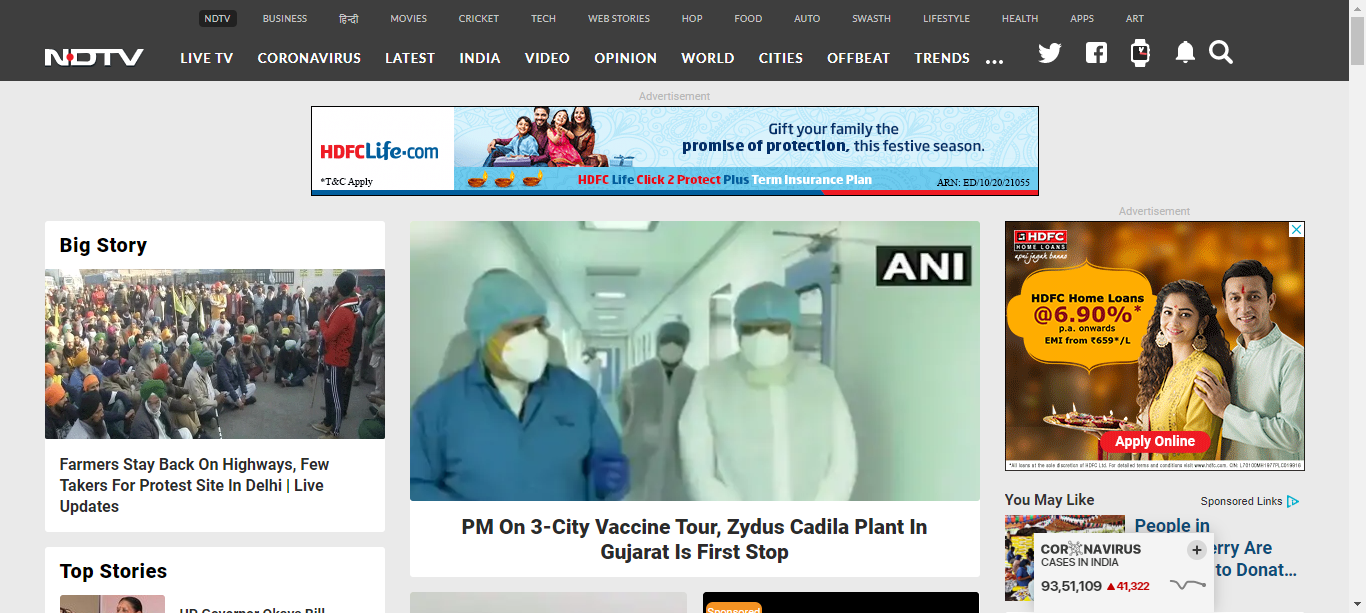 NDTV BUSINESS हिन्दी MOVIES CRICKET TECH WEB STORIES HOP FOOD AUTO SWASTH LIFESTYLE HEALTH APPS ART
NDTV LIVE TV CORONAVIRUS LATEST INDIA VIDEO OPINION WORLD CITIES OFFBEAT TRENDS ...
Advertisement
HDFCLife.com
*T&C Apply
Gift your family the
promise of protection, this festive season.
HDFC Life Click 2 Protect Plus Term Insurance Plan
ARN: ED/10/20/21055
Big Story
Farmers Stay Back On Highways, Few
Takers For Protest Site In Delhi | Live
Updates
Top Stories
UP Governor Okays Bill
ANI
PM On 3-City Vaccine Tour, Zydus Cadila Plant In
Gujarat Is First Stop
Sponsored
Advertisement
HDFC
HOME LOANS
HDFC Home Loans
@6.90%*
p.a. onwards
EMI from ₹659*/L
Apply Online
You May Like
Sponsored Links
People in
erry Are
to Donat...
CORONAVIRUS
CASES IN INDIA
93,51,109 ▲41,322